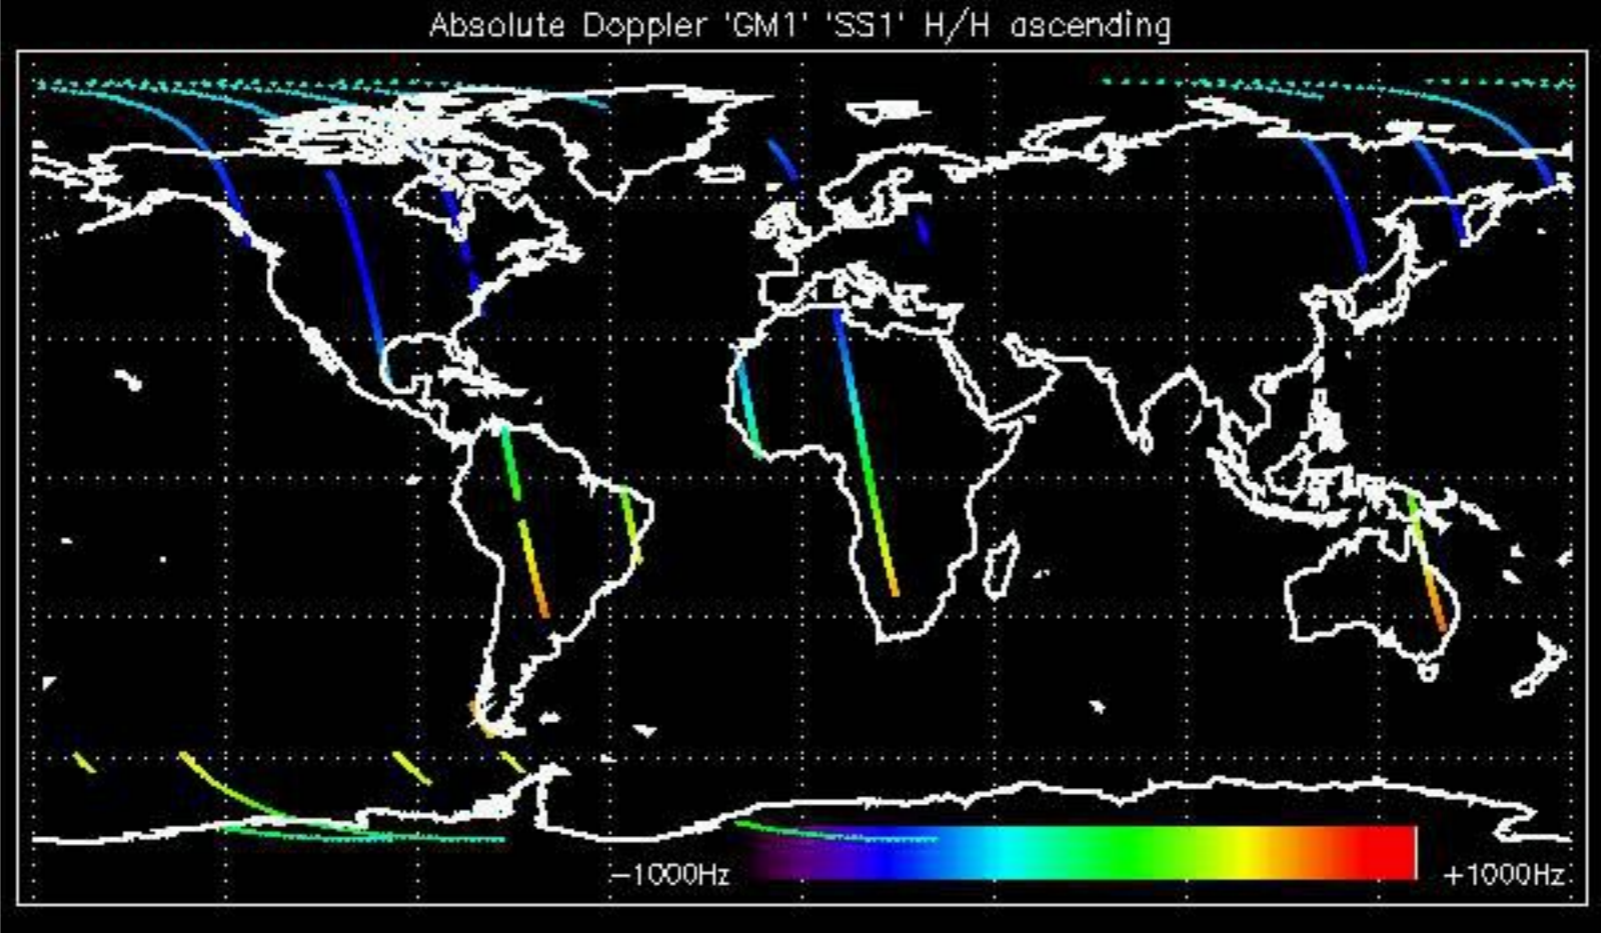 Absolute Doppler 'GM1' 'SS1' H/H ascending
-1000Hz +1000Hz